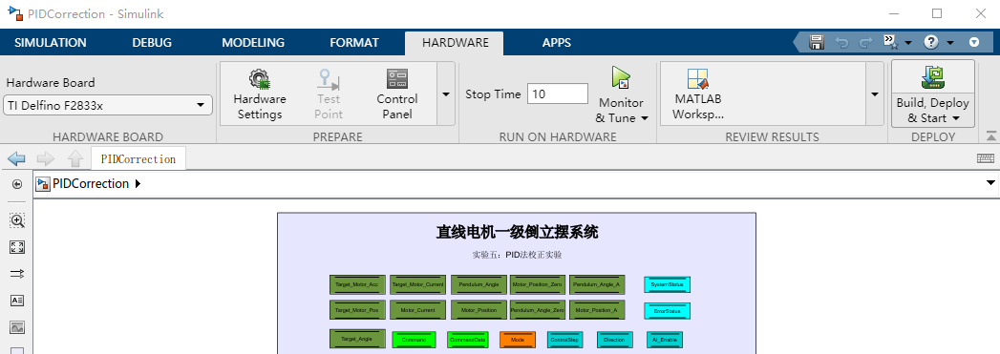 PIDCorrection - Simulink
SIMULATION DEBUG MODELING FORMAT HARDWARE APPS
Hardware Board
TI Delfino F2833x
HARDWARE BOARD
Hardware
Settings
Test
Point
Control
Panel
PREPARE
Stop Time 10
Monitor
& Tune
RUN ON HARDWARE
MATLAB
Worksp...
REVIEW RESULTS
Build, Deploy
& Start
DEPLOY
PIDCorrection
PIDCorrection
直线电机一级倒立摆系统
实验五：PID法校正实验
Target_Motor_Acc Target_Motor_Current Pendulum_Angle Motor_Position_Zero Pendulum_Angle_A SystemStatus
Target_Motor_Pos Motor_Current Motor_Position Pendulum_Angle_Zero Motor_Position_A ErrorStatus
Target_Angle Command CommandData Mode ControlStep Direction AI_Enable